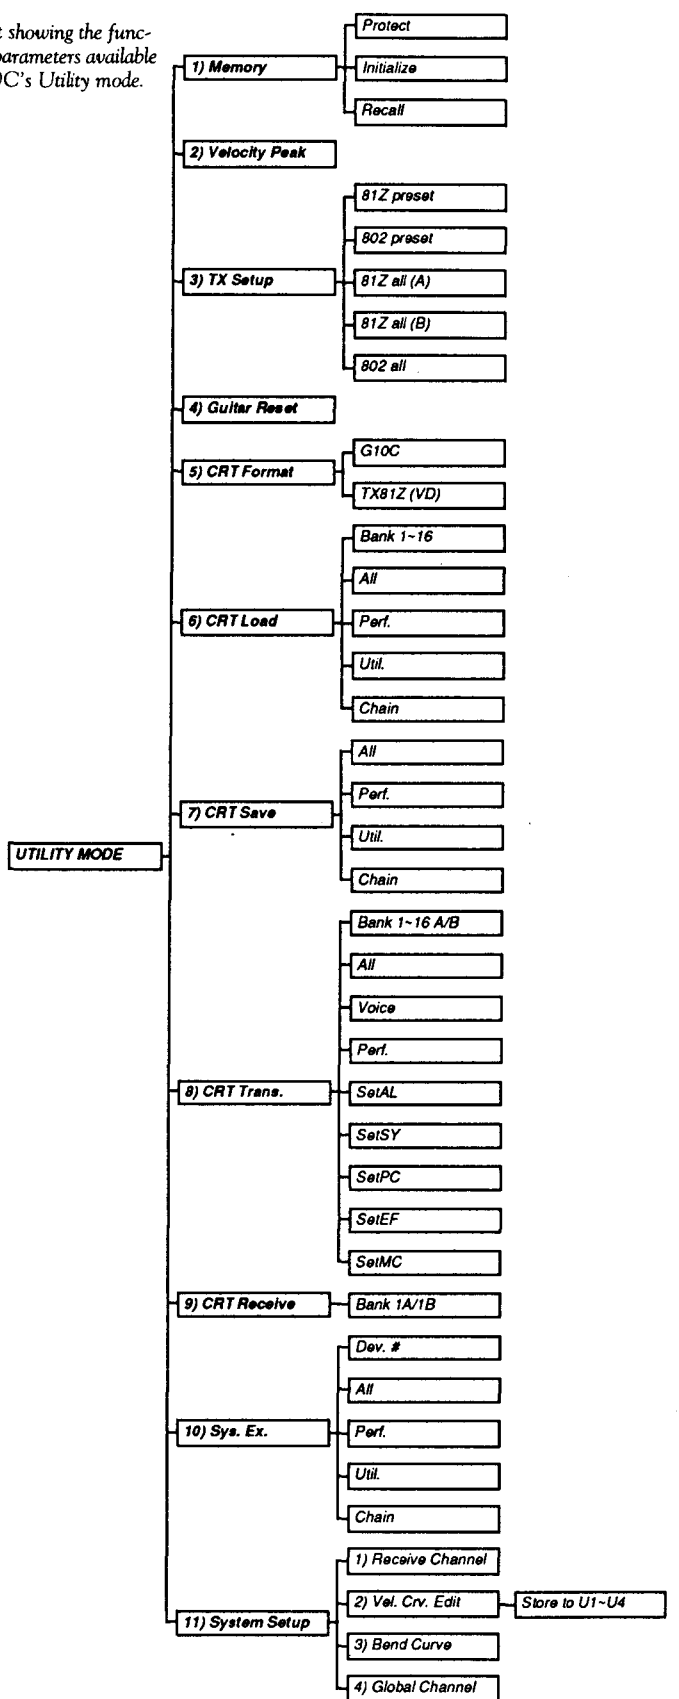 t showing the func-
parameters available
C's Utility mode.
UTILITY MODE
1) Memory
Protect
Initialize
Recall
2) Velocity Peak
3) TX Setup
81Z preset
802 preset
81Z all (A)
81Z all (B)
802 all
4) Guitar Reset
5) CRT Format
G10C
TX81Z (VD)
6) CRT Load
Bank 1~16
All
Perf.
Util.
Chain
7) CRT Save
All
Perf.
Util.
Chain
8) CRT Trans.
Bank 1~16 A/B
All
Voice
Perf.
SetAL
SetSY
SetPC
SetEF
SetMC
9) CRT Receive
Bank 1A/1B
10) Sys. Ex.
Dev. #
All
Perf.
Util.
Chain
11) System Setup
1) Receive Channel
2) Vel. Crv. Edit
Store to U1~U4
3) Bend Curve
4) Global Channel